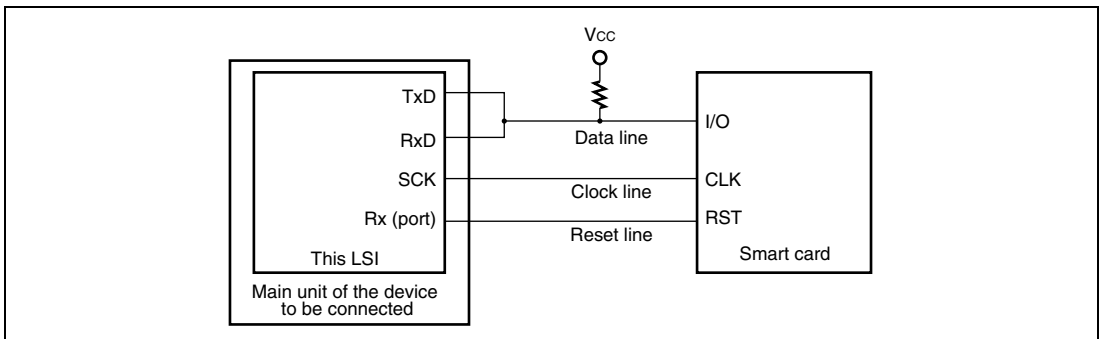 Vcc
TxD
RxD
SCK
Rx (port)
This LSI
Main unit of the device
to be connected
Data line
Clock line
Reset line
I/O
CLK
RST
Smart card